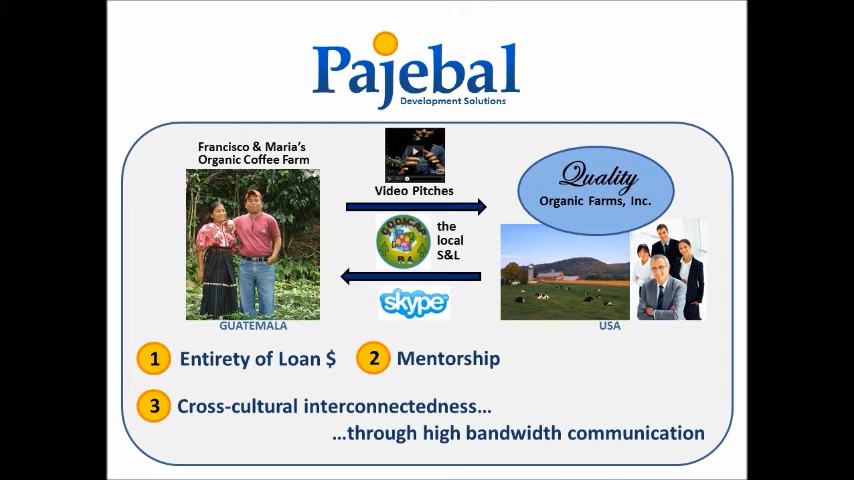 Pajebal
Development Solutions
Francisco & Maria's
Organic Coffee Farm
Video Pitches
the
local
S&L
skype
GUATEMALA
Quality
Organic Farms, Inc.
USA
1 Entirety of Loan $ 2 Mentorship
3 Cross-cultural interconnectedness…
…through high bandwidth communication